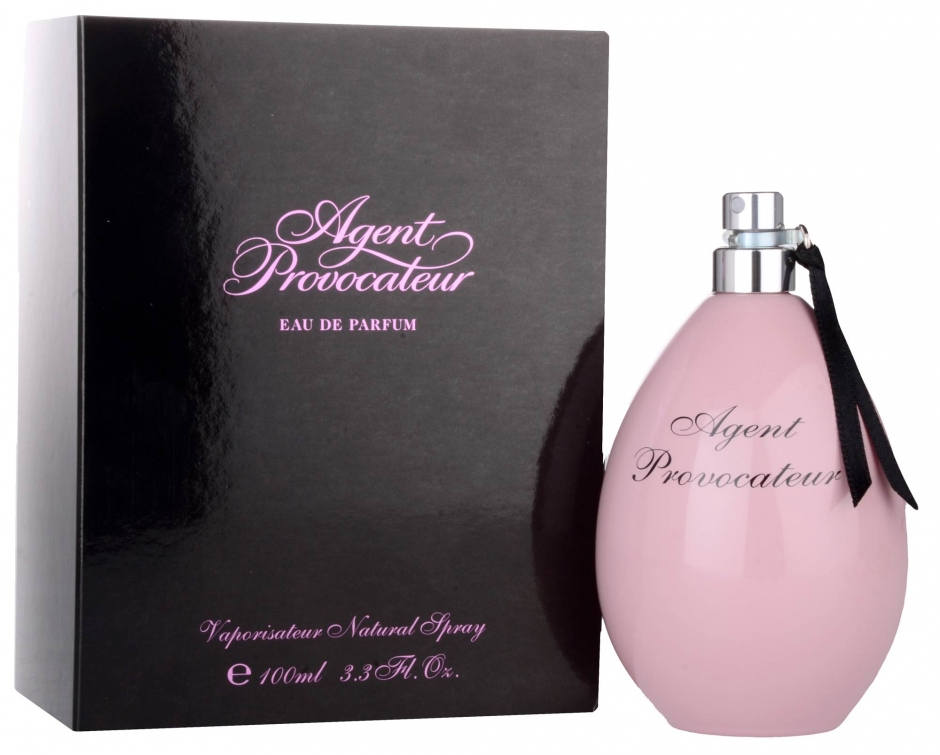 Agent
Provocateur
EAU DE PARFUM
Vaporisateur Natural Spray
e 100ml 3.3 Fl. Oz.
Agent
Provocateur